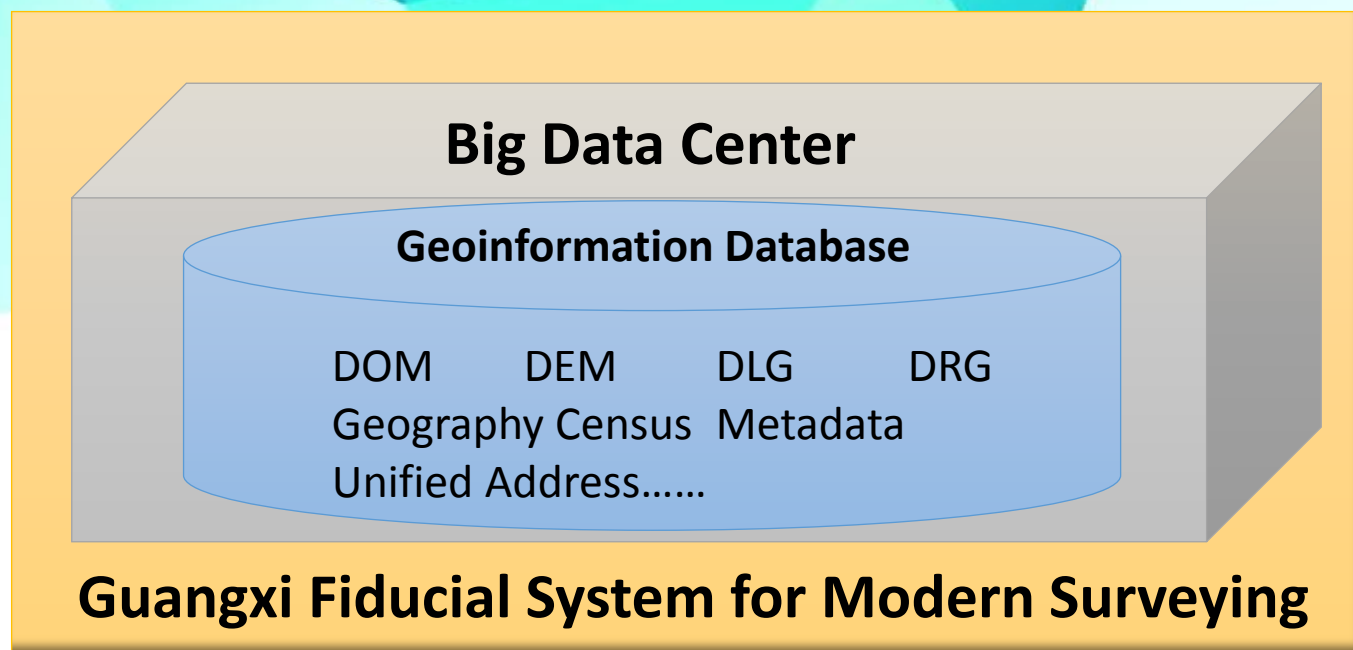 Big Data Center
Geoinformation Database
DOM DEM DLG DRG
Geography Census Metadata
Unified Address......
Guangxi Fiducial System for Modern Surveying